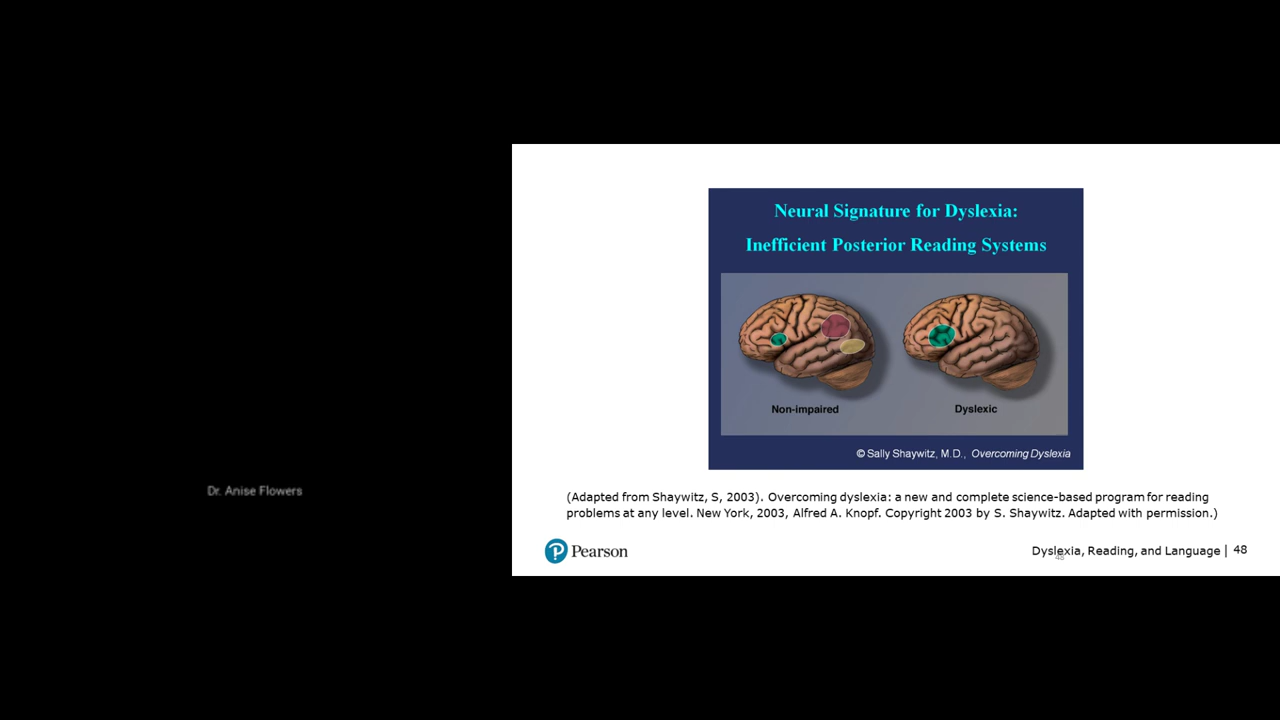 Neural Signature for Dyslexia:
Inefficient Posterior Reading Systems
Non-impaired
Dyslexic
© Sally Shaywitz, M.D., Overcoming Dyslexia
(Adapted from Shaywitz, S, 2003). Overcoming dyslexia: a new and complete science-based program for reading
problems at any level. New York, 2003, Alfred A. Knopf. Copyright 2003 by S. Shaywitz. Adapted with permission.)
Dr. Anise Flowers
Pearson
Dyslexia, Reading, and Language | 48
48